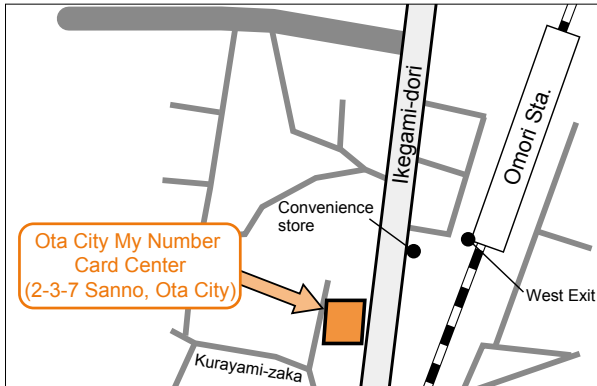 Ikegami-dori
Omori Sta.
Convenience
store
Ota City My Number
Card Center
(2-3-7 Sanno, Ota City)
West Exit
Kurayami-zaka